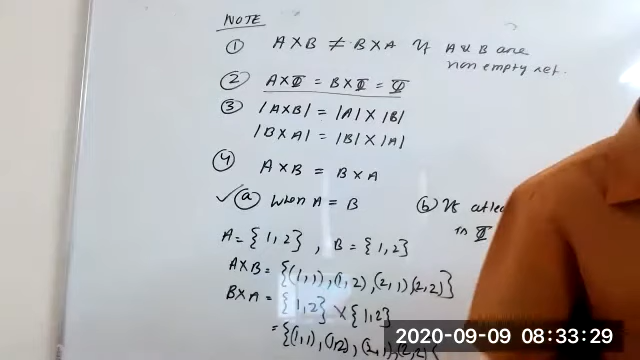 NOTE
① A×B ≠ B×A If A & B are
non empty set.
② A×Φ = B×Φ = Φ
③ |A×B| = |A| × |B|
|B×A| = |B| × |A|
④ A×B = B×A
✓ⓐ When A = B
ⓑ If atlea
is Φ
A = {1,2} , B = {1,2}
A×B = {(1,1),(1,2),(2,1)(2,2)}
B×A = {1,2} × {1,2}
= {(1,1),(1,2),(2,1),(2,2)}
2020-09-09 08:33:29